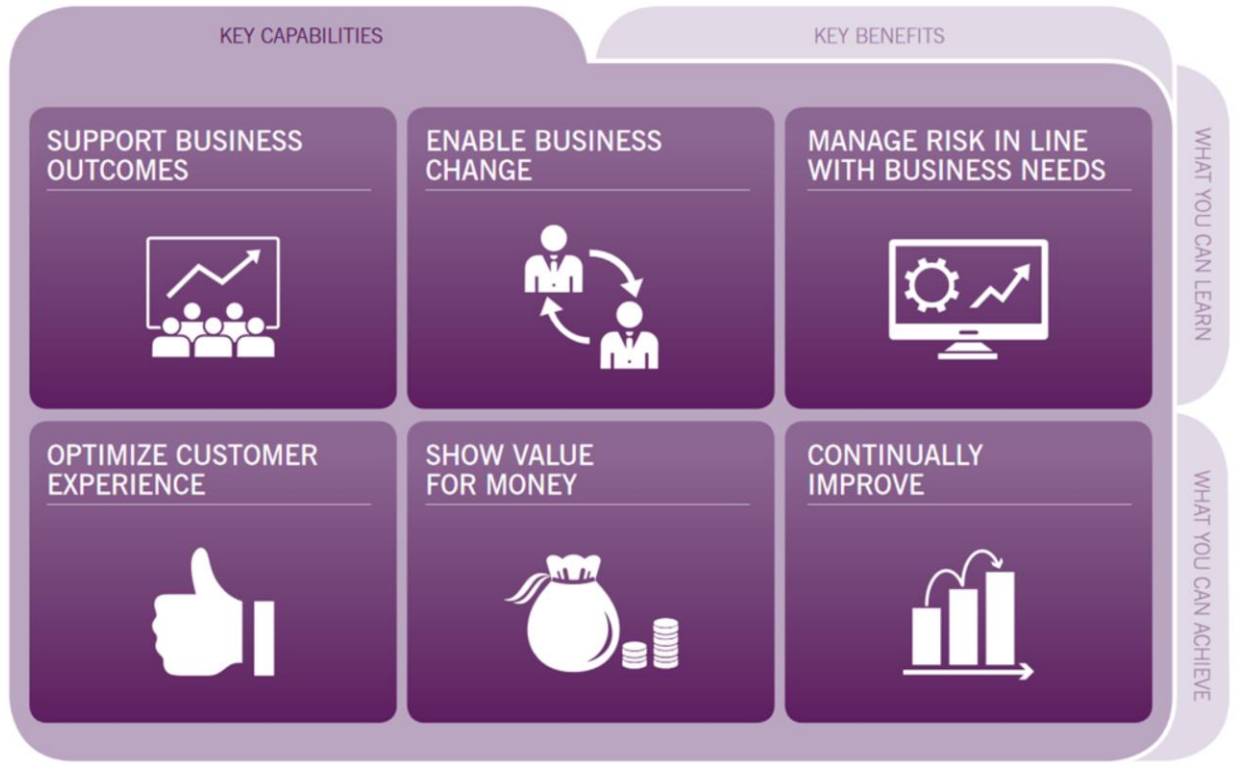 KEY CAPABILITIES
KEY BENEFITS
SUPPORT BUSINESS
OUTCOMES
ENABLE BUSINESS
CHANGE
MANAGE RISK IN LINE
WITH BUSINESS NEEDS
OPTIMIZE CUSTOMER
EXPERIENCE
SHOW VALUE
FOR MONEY
CONTINUALLY
IMPROVE
WHAT YOU CAN LEARN
WHAT YOU CAN ACHIEVE